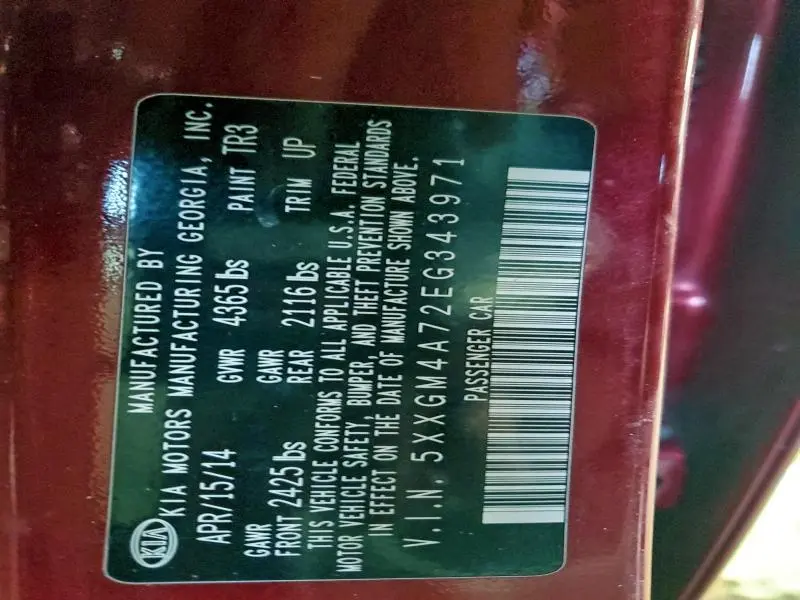 KIA
MANUFACTURED BY
KIA MOTORS MANUFACTURING GEORGIA, INC.
APR/15/14 GVWR 4365 lbs PAINT TR3
GAWR FRONT 2425 lbs GAWR REAR 2116 lbs TRIM UP
THIS VEHICLE CONFORMS TO ALL APPLICABLE U.S.A. FEDERAL
MOTOR VEHICLE SAFETY, BUMPER, AND THEFT PREVENTION STANDARDS
IN EFFECT ON THE DATE OF MANUFACTURE SHOWN ABOVE.
V.I.N. 5XXGM4A72EG343971
PASSENGER CAR